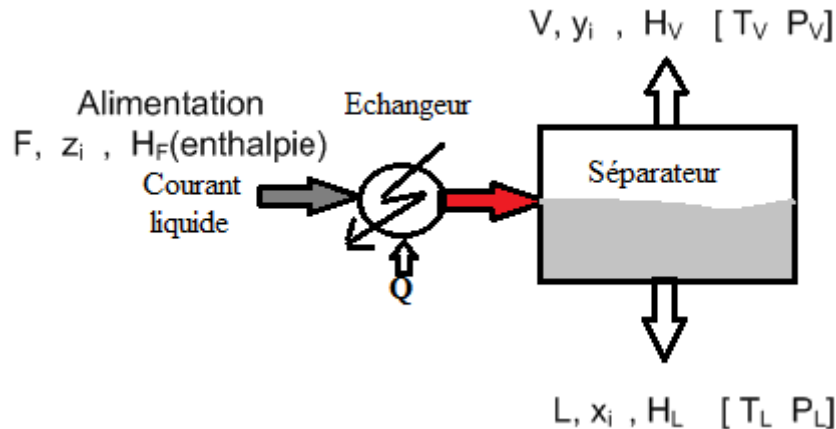 V, yi , HV [ TV PV]
Alimentation
F, zi , HF(enthalpie)
Courant
liquide
Echangeur
Q
Séparateur
L, xi , HL [ TL PL]